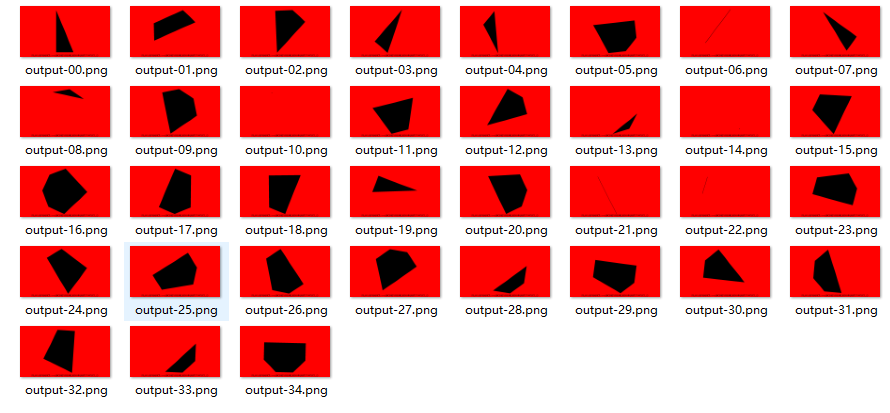 output-00.png output-01.png output-02.png output-03.png output-04.png output-05.png output-06.png output-07.png
output-08.png output-09.png output-10.png output-11.png output-12.png output-13.png output-14.png output-15.png
output-16.png output-17.png output-18.png output-19.png output-20.png output-21.png output-22.png output-23.png
output-24.png output-25.png output-26.png output-27.png output-28.png output-29.png output-30.png output-31.png
output-32.png output-33.png output-34.png